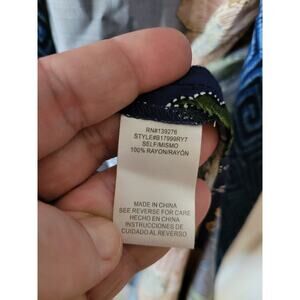 RN#139276
STYLE#B17999RY7
SELF/MISMO
100% RAYON/RAYÓN
MADE IN CHINA
SEE REVERSE FOR CARE
HECHO EN CHINA
INSTRUCCIONES DE
CUIDADO AL REVERSO